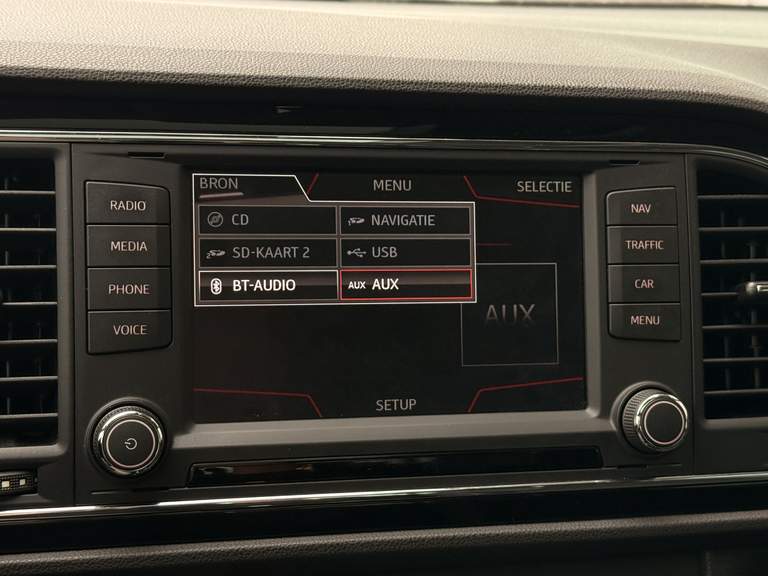 BRON MENU SELECTIE
CD NAVIGATIE
SD-KAART 2 USB
BT-AUDIO AUX AUX
AUX
SETUP
RADIO
MEDIA
PHONE
VOICE
NAV
TRAFFIC
CAR
MENU